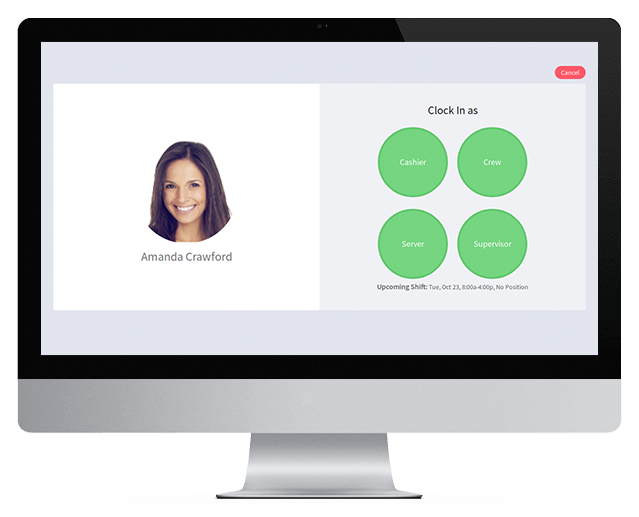 Cancel
Clock In as
Cashier
Crew
Amanda Crawford
Server
Supervisor
Upcoming Shift: Tue, Oct 23, 8:00a-4:00p, No Position